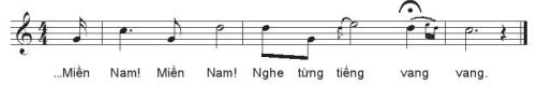 ...Miền Nam! Miền Nam! Nghe từng tiếng vang vang.